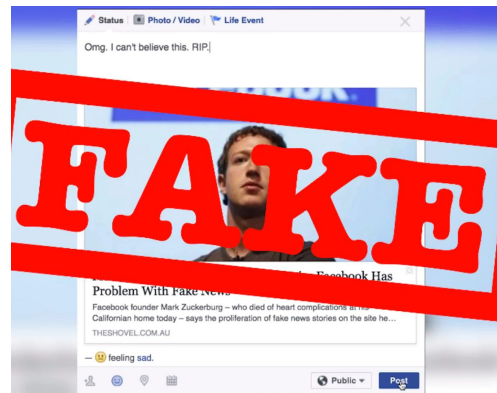 Status Photo / Video Life Event
Omg. I can't believe this. RIP.
FAKE
Facebook Has
Problem With Fake News
Facebook founder Mark Zuckerburg – who died of heart complications at his
Californian home today – says the proliferation of fake news stories on the site he...
THESHOVEL.COM.AU
— feeling sad.
Public Post